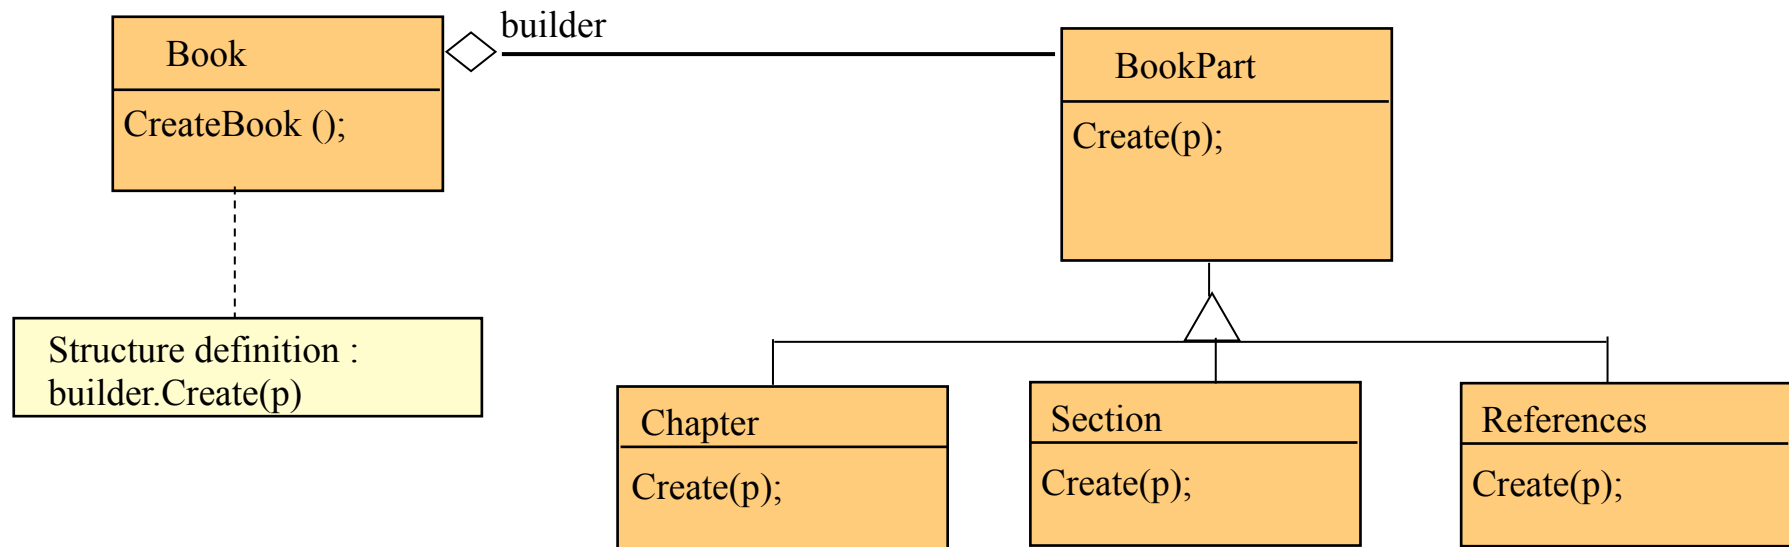 builder
Book
CreateBook ();
BookPart
Create(p);
Structure definition :
builder.Create(p)
Chapter
Create(p);
Section
Create(p);
References
Create(p);